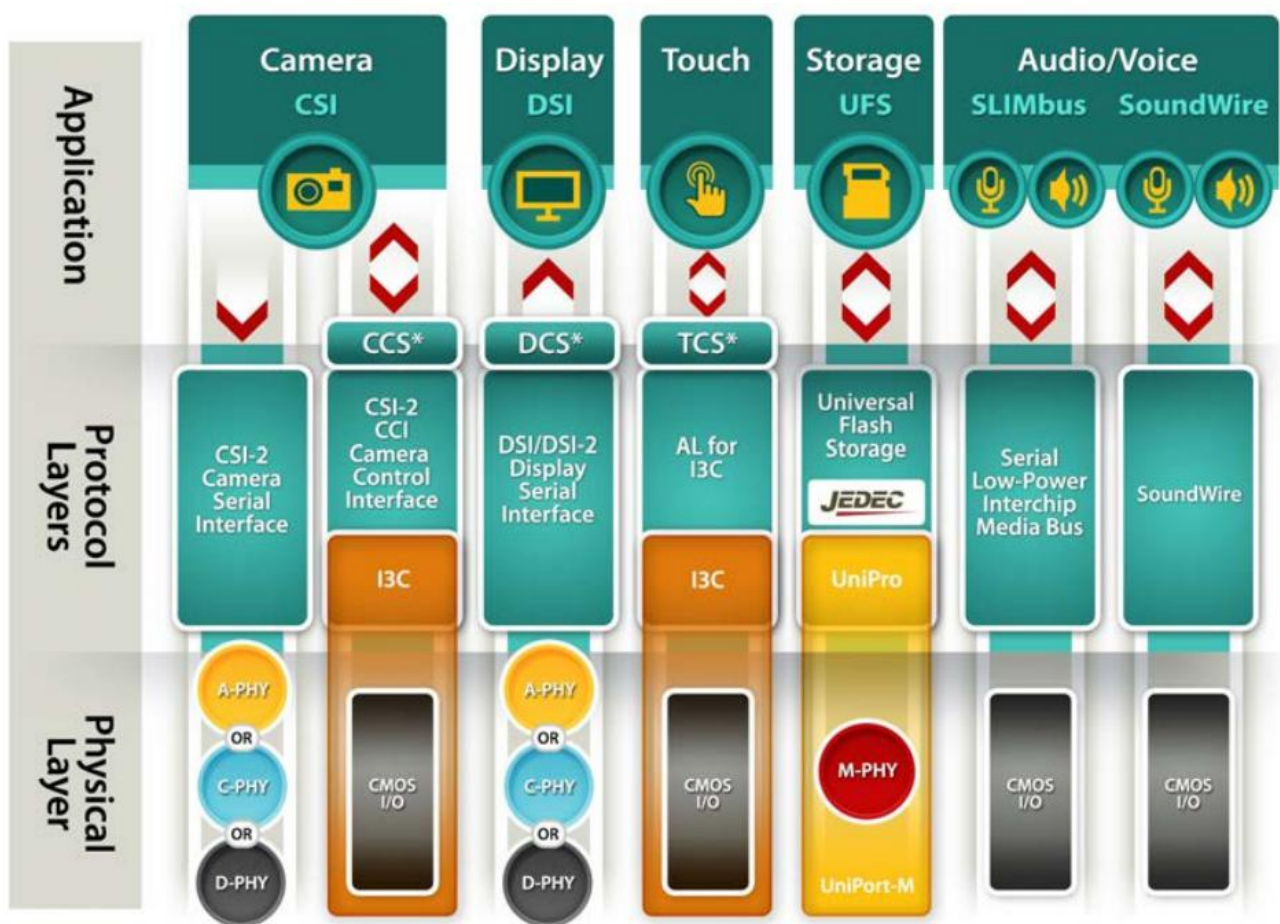 Application
Camera
CSI
Display
DSI
Touch
Storage
UFS
Audio/Voice
SLIMbus
SoundWire
Protocol
Layers
CCS*
DCS*
TCS*
CSI-2
Camera
Serial
Interface
CSI-2
CCI
Camera
Control
Interface
I3C
DSI/DSI-2
Display
Serial
Interface
AL for
I3C
I3C
Universal
Flash
Storage
JEDEC
UniPro
Serial
Low-Power
Interchip
Media Bus
SoundWire
Physical
Layer
A-PHY
OR
C-PHY
OR
D-PHY
CMOS
I/O
A-PHY
OR
C-PHY
OR
D-PHY
CMOS
I/O
M-PHY
UniPort-M
CMOS
I/O
CMOS
I/O